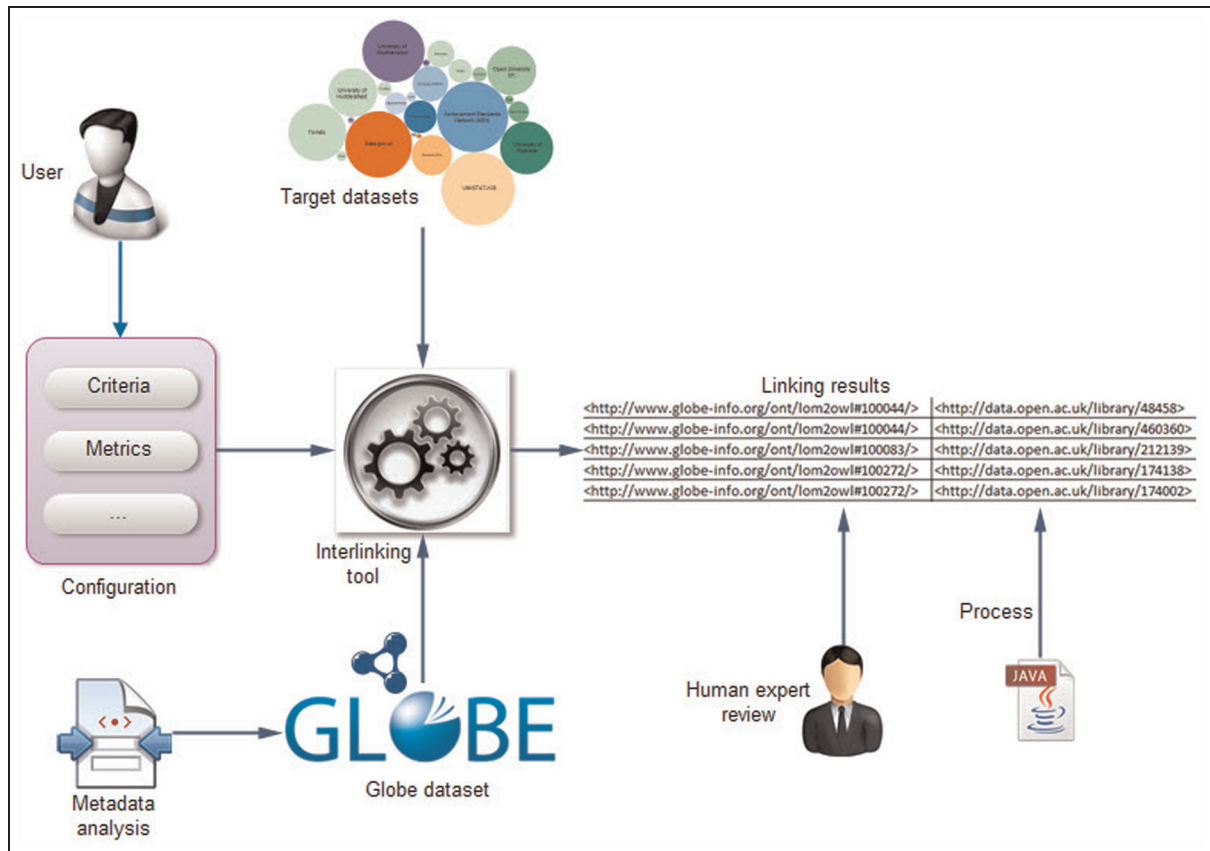 University of Southampton
Open University UK
University of Huddersfield
Achievement Standards
Network (ASN)
Florida
Data.gov.uk
University of
User
Target datasets
Criteria
Metrics
...
Configuration
Interlinking
tool
Linking results
<http://www.globe-info.org/ont/lom2owl#100044/> <http://data.open.ac.uk/library/48458>
<http://www.globe-info.org/ont/lom2owl#100044/> <http://data.open.ac.uk/library/460360>
<http://www.globe-info.org/ont/lom2owl#100083/> <http://data.open.ac.uk/library/212139>
<http://www.globe-info.org/ont/lom2owl#100272/> <http://data.open.ac.uk/library/174138>
<http://www.globe-info.org/ont/lom2owl#100272/> <http://data.open.ac.uk/library/174002>
Process
JAVA
Human expert
review
GLOBE
Globe dataset
Metadata
analysis